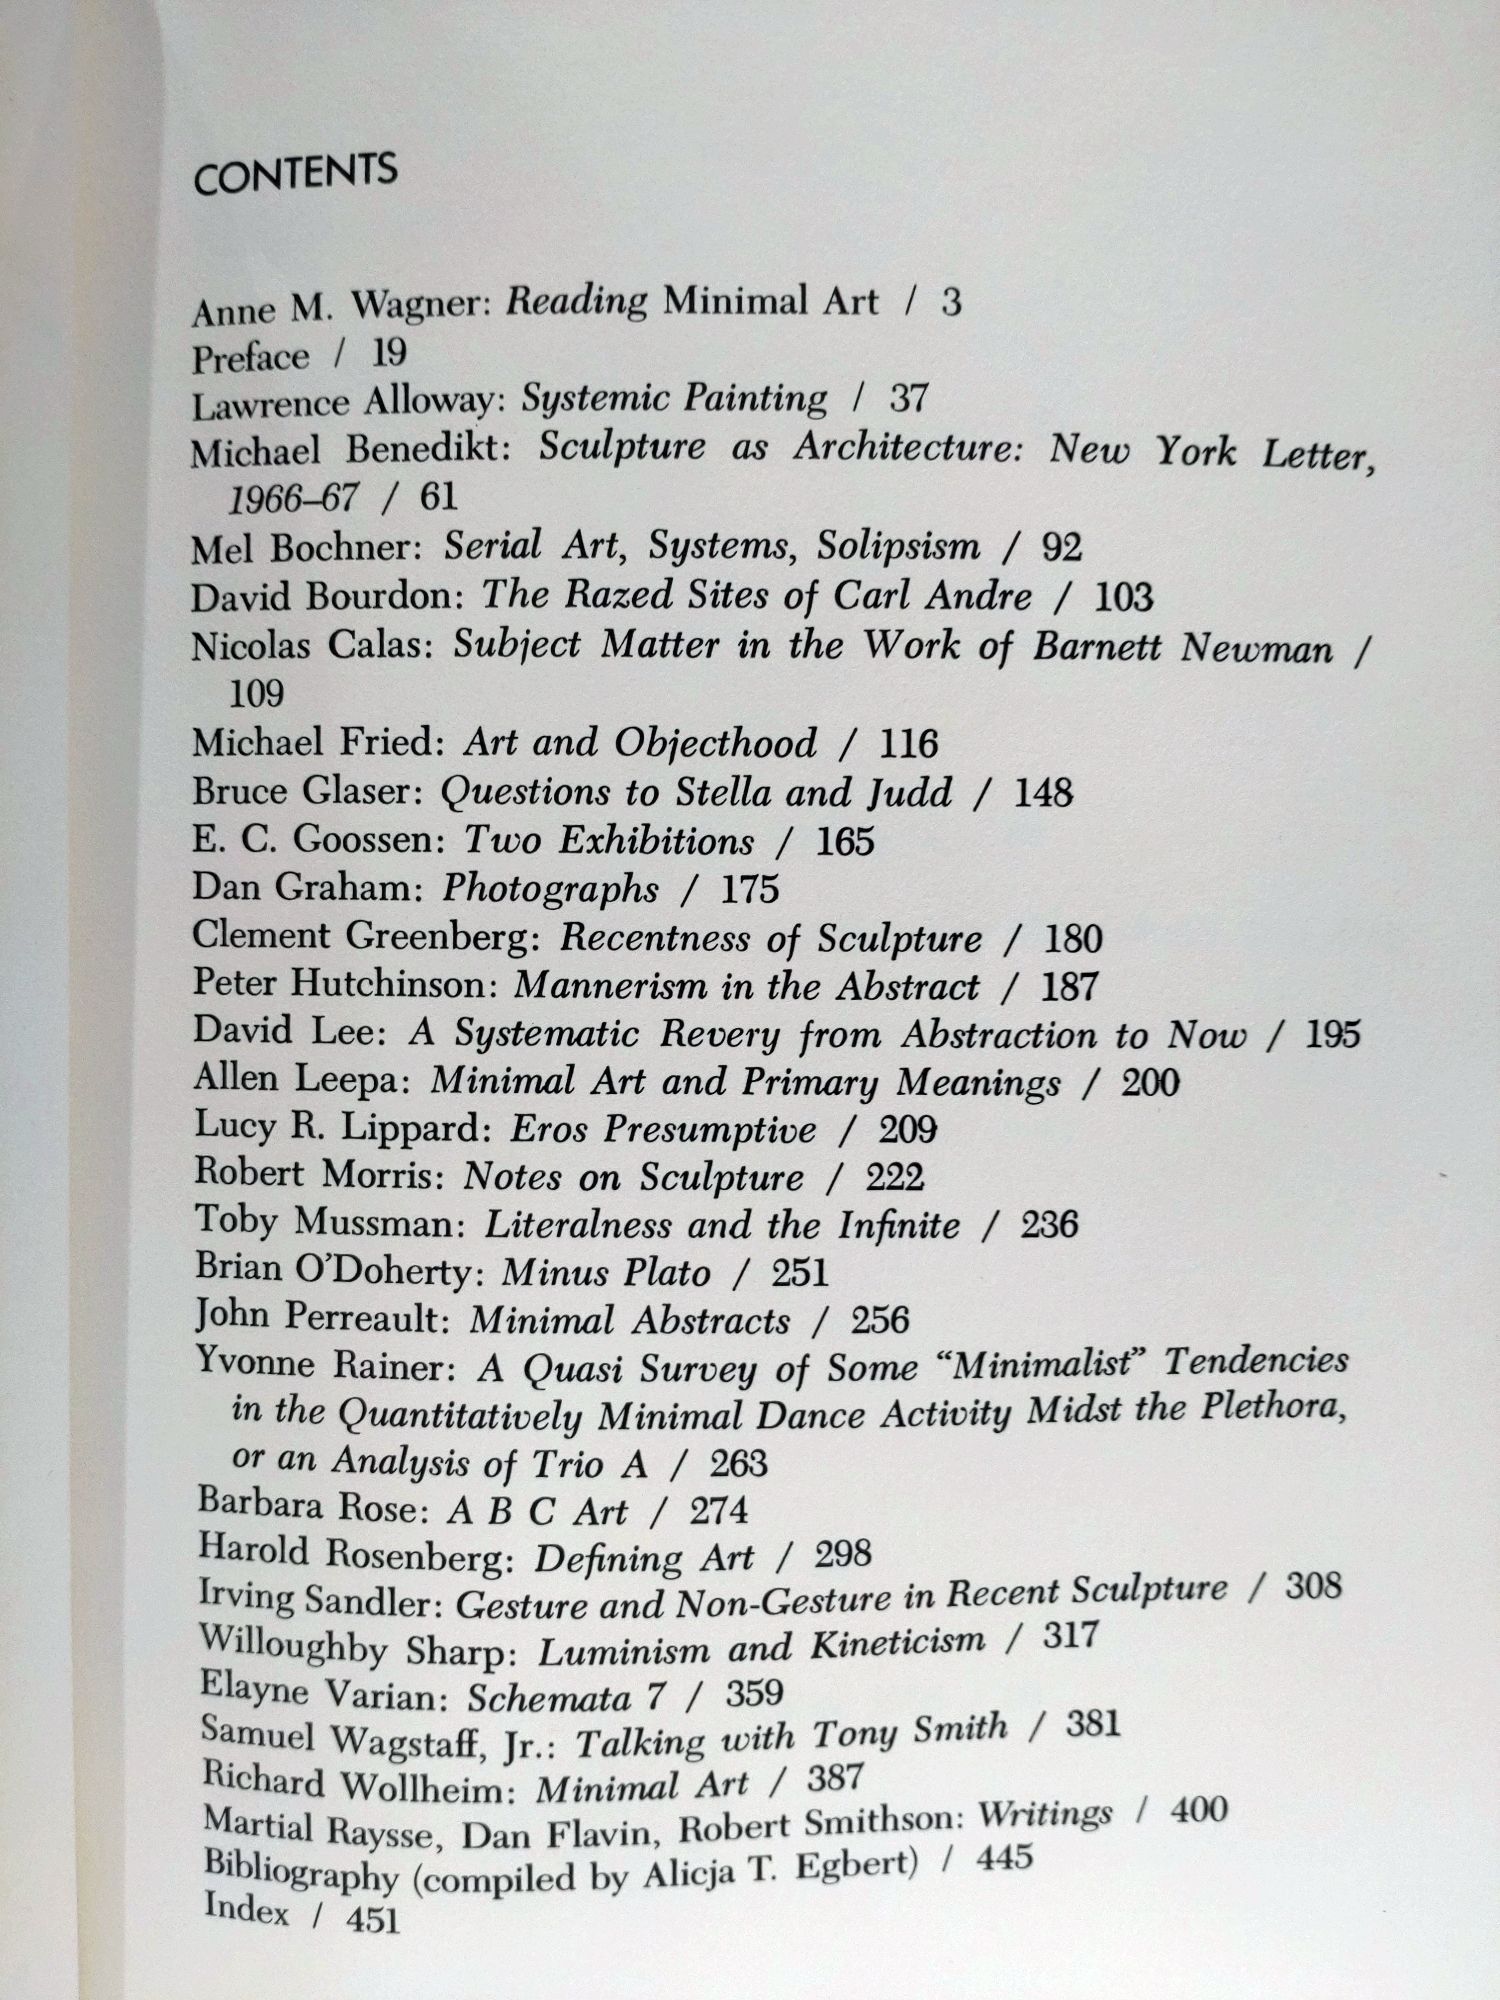 CONTENTS
Anne M. Wagner: Reading Minimal Art / 3
Preface / 19
Lawrence Alloway: Systemic Painting / 37
Michael Benedikt: Sculpture as Architecture: New York Letter,
1966–67 / 61
Mel Bochner: Serial Art, Systems, Solipsism / 92
David Bourdon: The Razed Sites of Carl Andre / 103
Nicolas Calas: Subject Matter in the Work of Barnett Newman /
109
Michael Fried: Art and Objecthood / 116
Bruce Glaser: Questions to Stella and Judd / 148
E. C. Goossen: Two Exhibitions / 165
Dan Graham: Photographs / 175
Clement Greenberg: Recentness of Sculpture / 180
Peter Hutchinson: Mannerism in the Abstract / 187
David Lee: A Systematic Revery from Abstraction to Now / 195
Allen Leepa: Minimal Art and Primary Meanings / 200
Lucy R. Lippard: Eros Presumptive / 209
Robert Morris: Notes on Sculpture / 222
Toby Mussman: Literalness and the Infinite / 236
Brian O’Doherty: Minus Plato / 251
John Perreault: Minimal Abstracts / 256
Yvonne Rainer: A Quasi Survey of Some “Minimalist” Tendencies
in the Quantitatively Minimal Dance Activity Midst the Plethora,
or an Analysis of Trio A / 263
Barbara Rose: A B C Art / 274
Harold Rosenberg: Defining Art / 298
Irving Sandler: Gesture and Non-Gesture in Recent Sculpture / 308
Willoughby Sharp: Luminism and Kineticism / 317
Elayne Varian: Schemata 7 / 359
Samuel Wagstaff, Jr.: Talking with Tony Smith / 381
Richard Wollheim: Minimal Art / 387
Martial Raysse, Dan Flavin, Robert Smithson: Writings / 400
Bibliography (compiled by Alicja T. Egbert) / 445
Index / 451